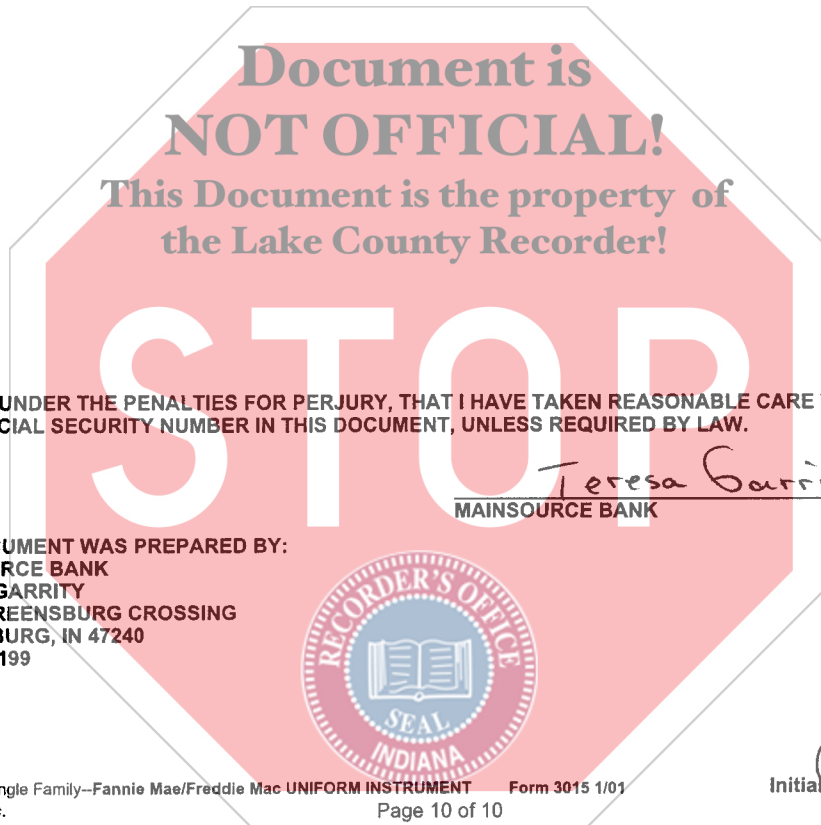 Document is
NOT OFFICIAL!
This Document is the property of
the Lake County Recorder!
STOP
UNDER THE PENALTIES FOR PERJURY, THAT I HAVE TAKEN REASONABLE CARE
CIAL SECURITY NUMBER IN THIS DOCUMENT, UNLESS REQUIRED BY LAW.
Teresa Garri
MAINSOURCE BANK
UMENT WAS PREPARED BY:
RCE BANK
GARRITY
REENSBURG CROSSING
BURG, IN 47240
199
RECORDER'S OFFICE
SEAL
INDIANA
ngle Family--Fannie Mae/Freddie Mac UNIFORM INSTRUMENT Form 3015 1/01
Initia
c.
Page 10 of 10